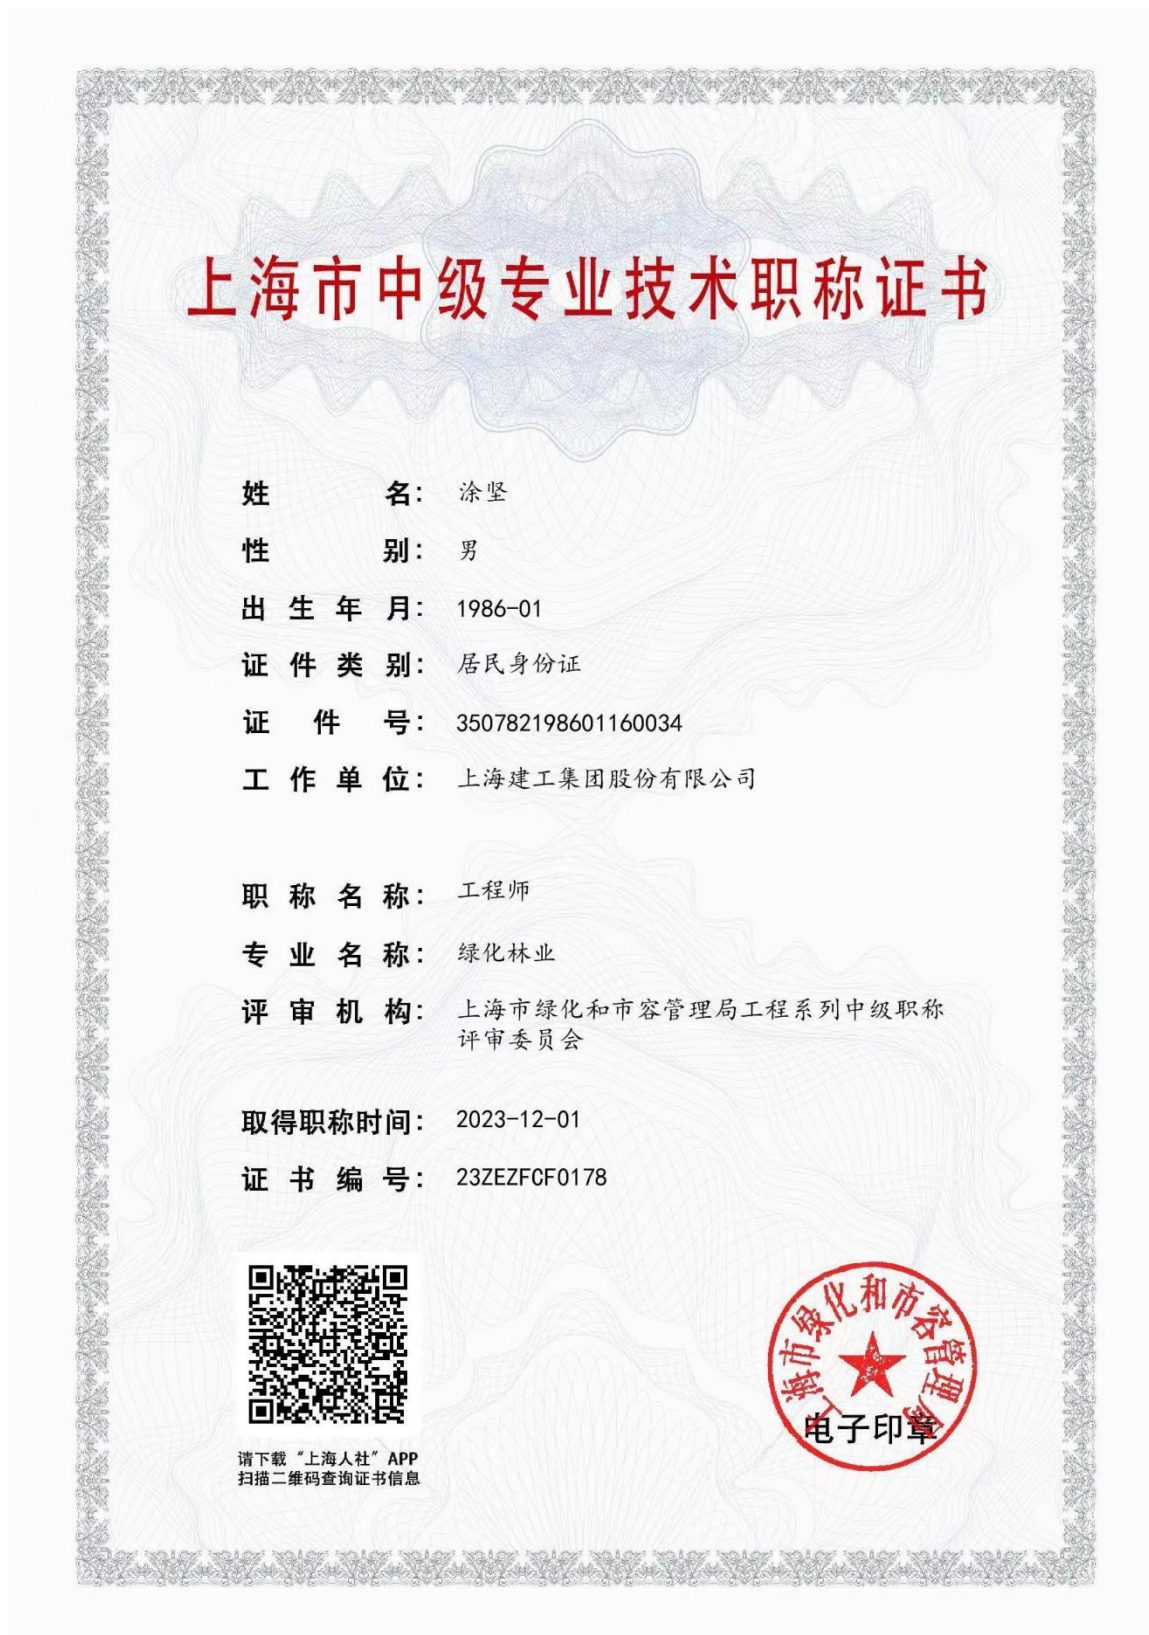 上海市中级专业技术职称证书
姓名：涂坚
性别：男
出生年月：1986-01
证件类别：居民身份证
证件号：350782198601160034
工作单位：上海建工集团股份有限公司
职称名称：工程师
专业名称：绿化林业
评审机构：上海市绿化和市容管理局工程系列中级职称
评审委员会
取得职称时间：2023-12-01
证书编号：23ZEZFCF0178
上海市绿化和市容管理局
电子印章
请下载“上海人社”APP
扫描二维码查询证书信息